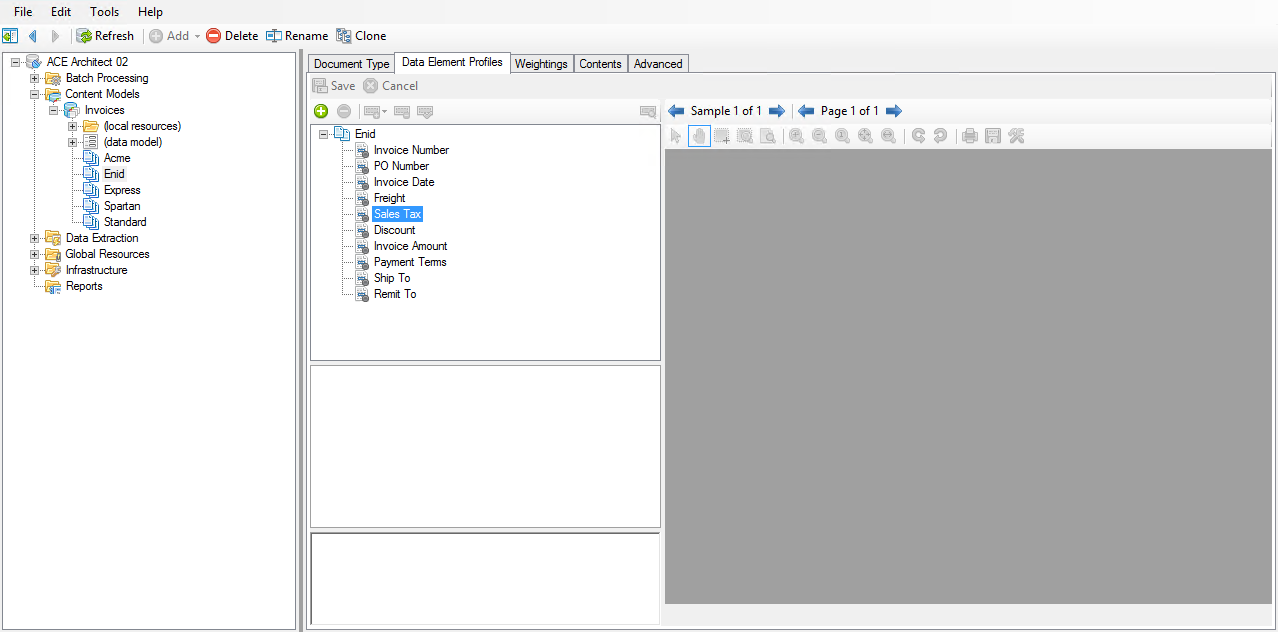 File Edit Tools Help
Refresh Add Delete Rename Clone
ACE Architect 02
Batch Processing
Content Models
Invoices
(local resources)
(data model)
Acme
Enid
Express
Spartan
Standard
Data Extraction
Global Resources
Infrastructure
Reports
Document Type Data Element Profiles Weightings Contents Advanced
Save Cancel
Enid
Invoice Number
PO Number
Invoice Date
Freight
Sales Tax
Discount
Invoice Amount
Payment Terms
Ship To
Remit To
Sample 1 of 1 Page 1 of 1